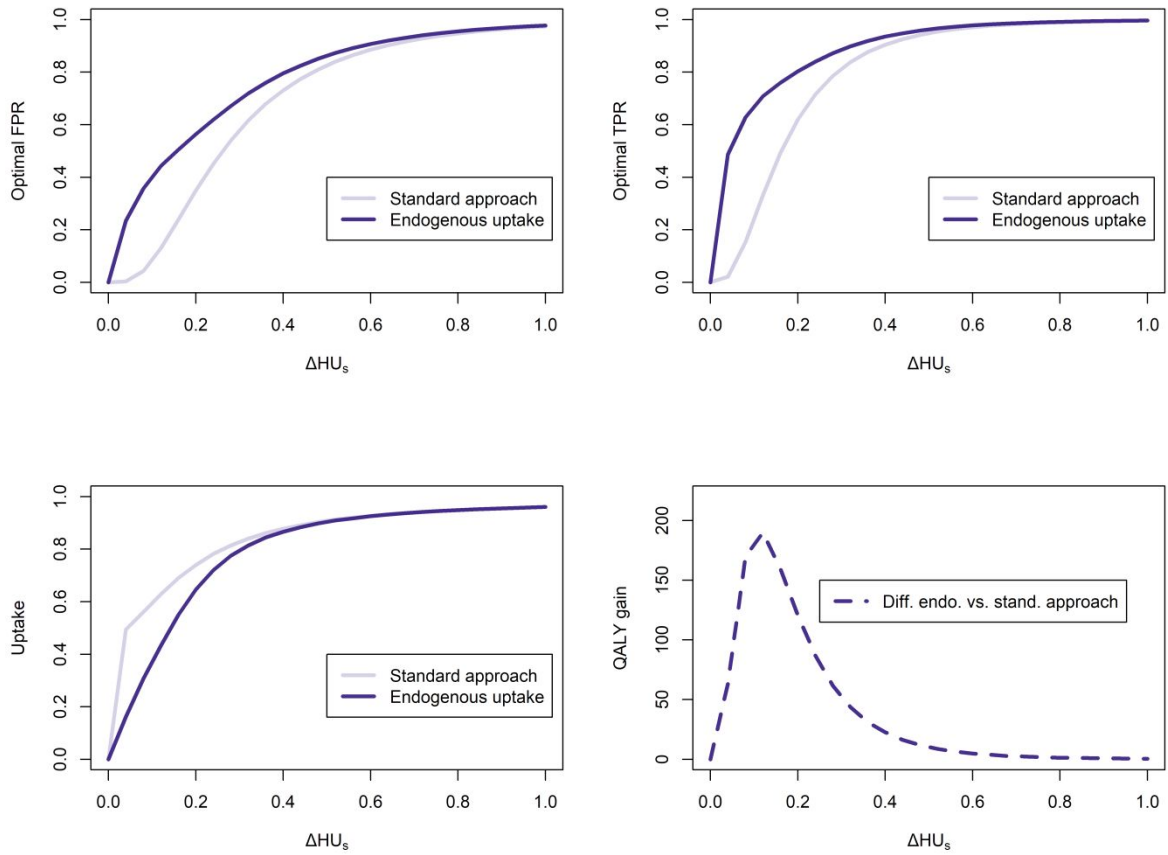 Optimal FPR
0.0 0.2 0.4 0.6 0.8 1.0
Standard approach
Endogenous uptake
0.0 0.2 0.4 0.6 0.8 1.0
ΔHUs
Optimal TPR
0.0 0.2 0.4 0.6 0.8 1.0
Standard approach
Endogenous uptake
0.0 0.2 0.4 0.6 0.8 1.0
ΔHUs
Uptake
0.0 0.2 0.4 0.6 0.8 1.0
Standard approach
Endogenous uptake
0.0 0.2 0.4 0.6 0.8 1.0
ΔHUs
QALY gain
0 50 100 150 200
Diff. endo. vs. stand. approach
0.0 0.2 0.4 0.6 0.8 1.0
ΔHUs